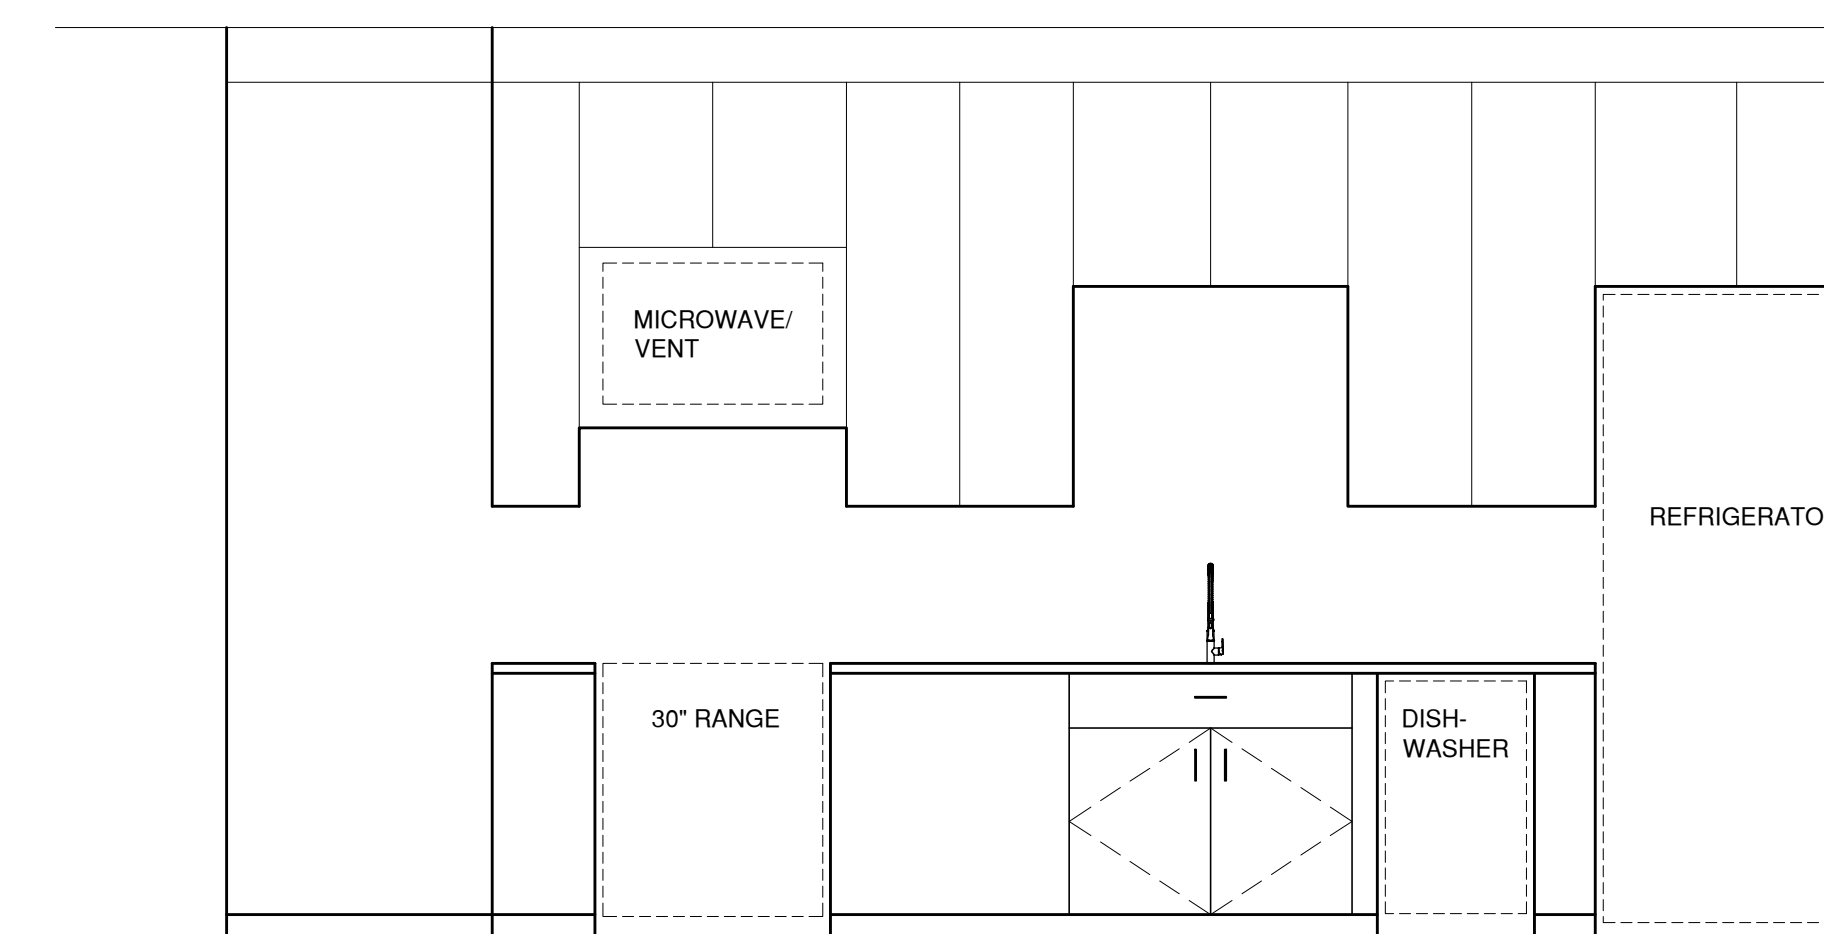 MICROWAVE/
VENT
REFRIGERATO
30" RANGE
DISH-
WASHER